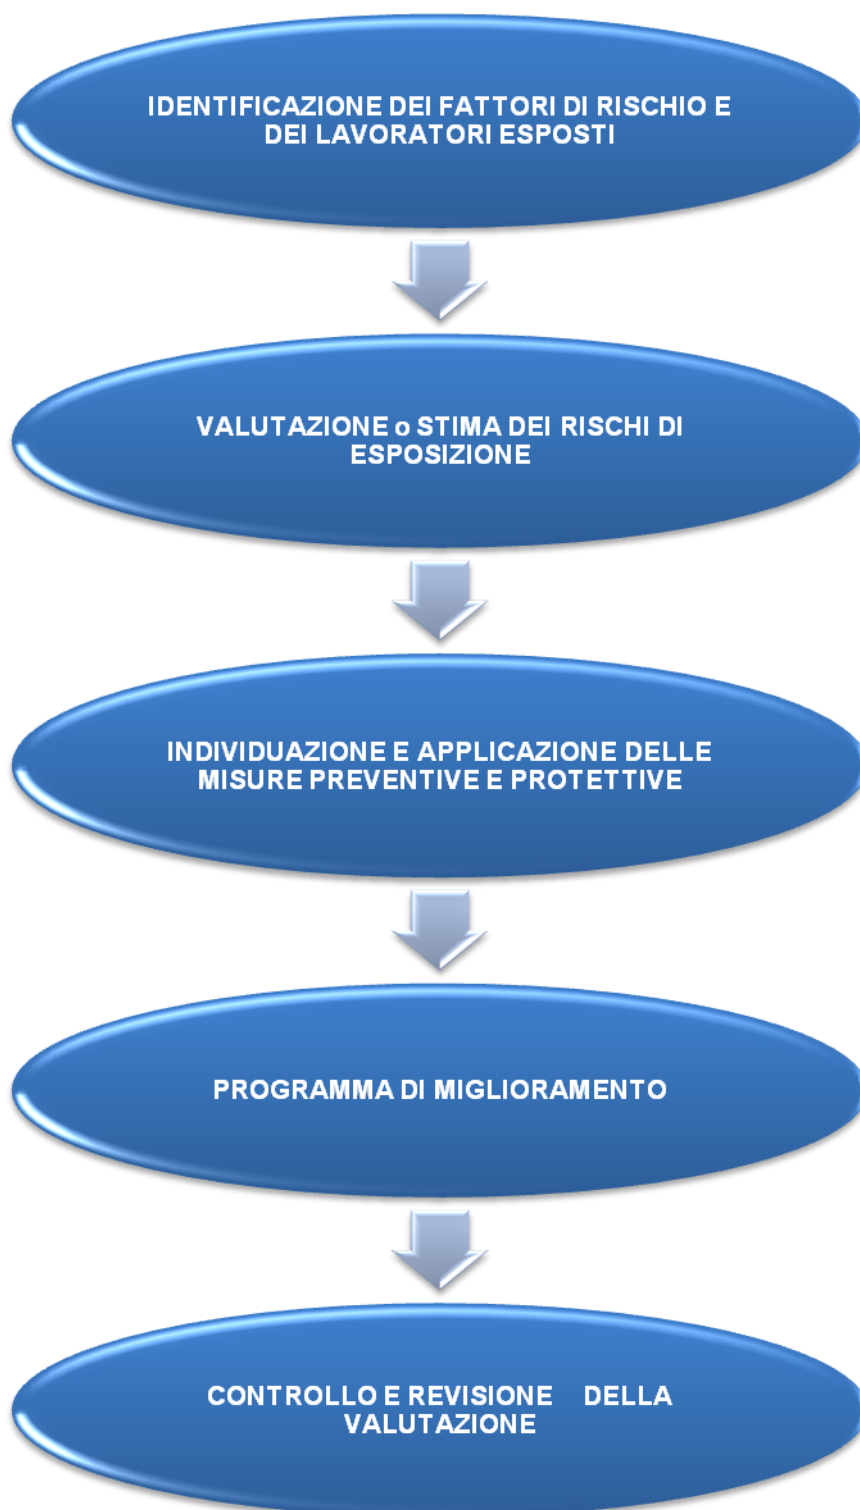 IDENTIFICAZIONE DEI FATTORI DI RISCHIO E
DEI LAVORATORI ESPOSTI
VALUTAZIONE o STIMA DEI RISCHI DI
ESPOSIZIONE
INDIVIDUAZIONE E APPLICAZIONE DELLE
MISURE PREVENTIVE E PROTETTIVE
PROGRAMMA DI MIGLIORAMENTO
CONTROLLO E REVISIONE DELLA
VALUTAZIONE